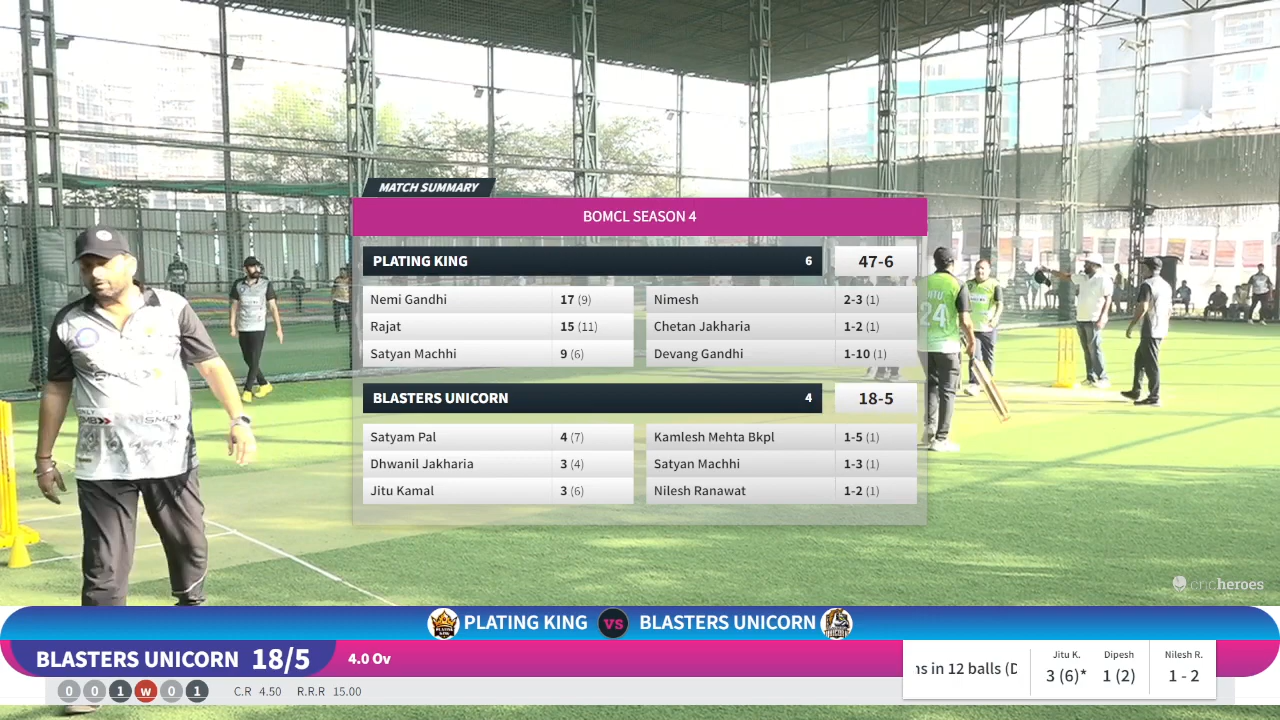 MATCH SUMMARY
BOMCL SEASON 4
PLATING KING 6 47-6
Nemi Gandhi 17 (9) Nimesh 2-3 (1)
Rajat 15 (11) Chetan Jakharia 1-2 (1)
Satyan Machhi 9 (6) Devang Gandhi 1-10 (1)
BLASTERS UNICORN 4 18-5
Satyam Pal 4 (7) Kamlesh Mehta Bkpl 1-5 (1)
Dhwanil Jakharia 3 (4) Satyan Machhi 1-3 (1)
Jitu Kamal 3 (6) Nilesh Ranawat 1-2 (1)
24
cricheroes
PLATING KING VS BLASTERS UNICORN
BLASTERS UNICORN 18/5 4.0 Ov
ns in 12 balls (D
Jitu K. Dipesh Nilesh R.
3 (6)* 1 (2) 1 - 2
0 0 1 w 0 1 C.R 4.50 R.R.R 15.00